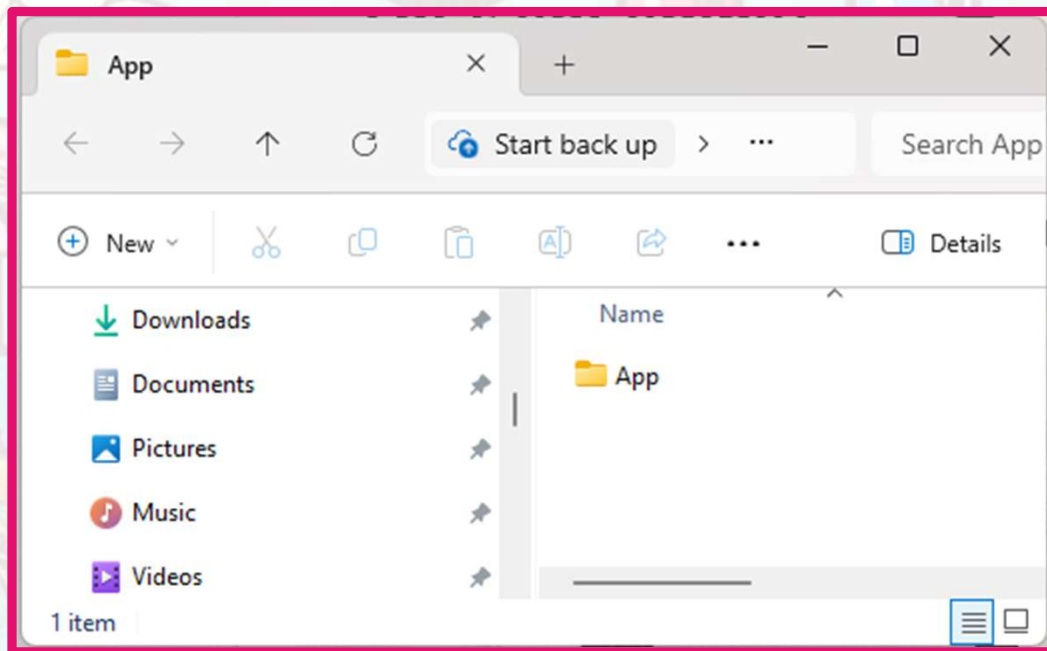 App
Start back up
Search App
New
Details
Downloads
Documents
Pictures
Music
Videos
Name
App
1 item